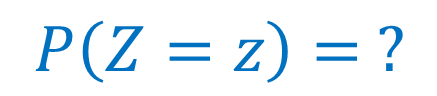 P(Z = z) = ?